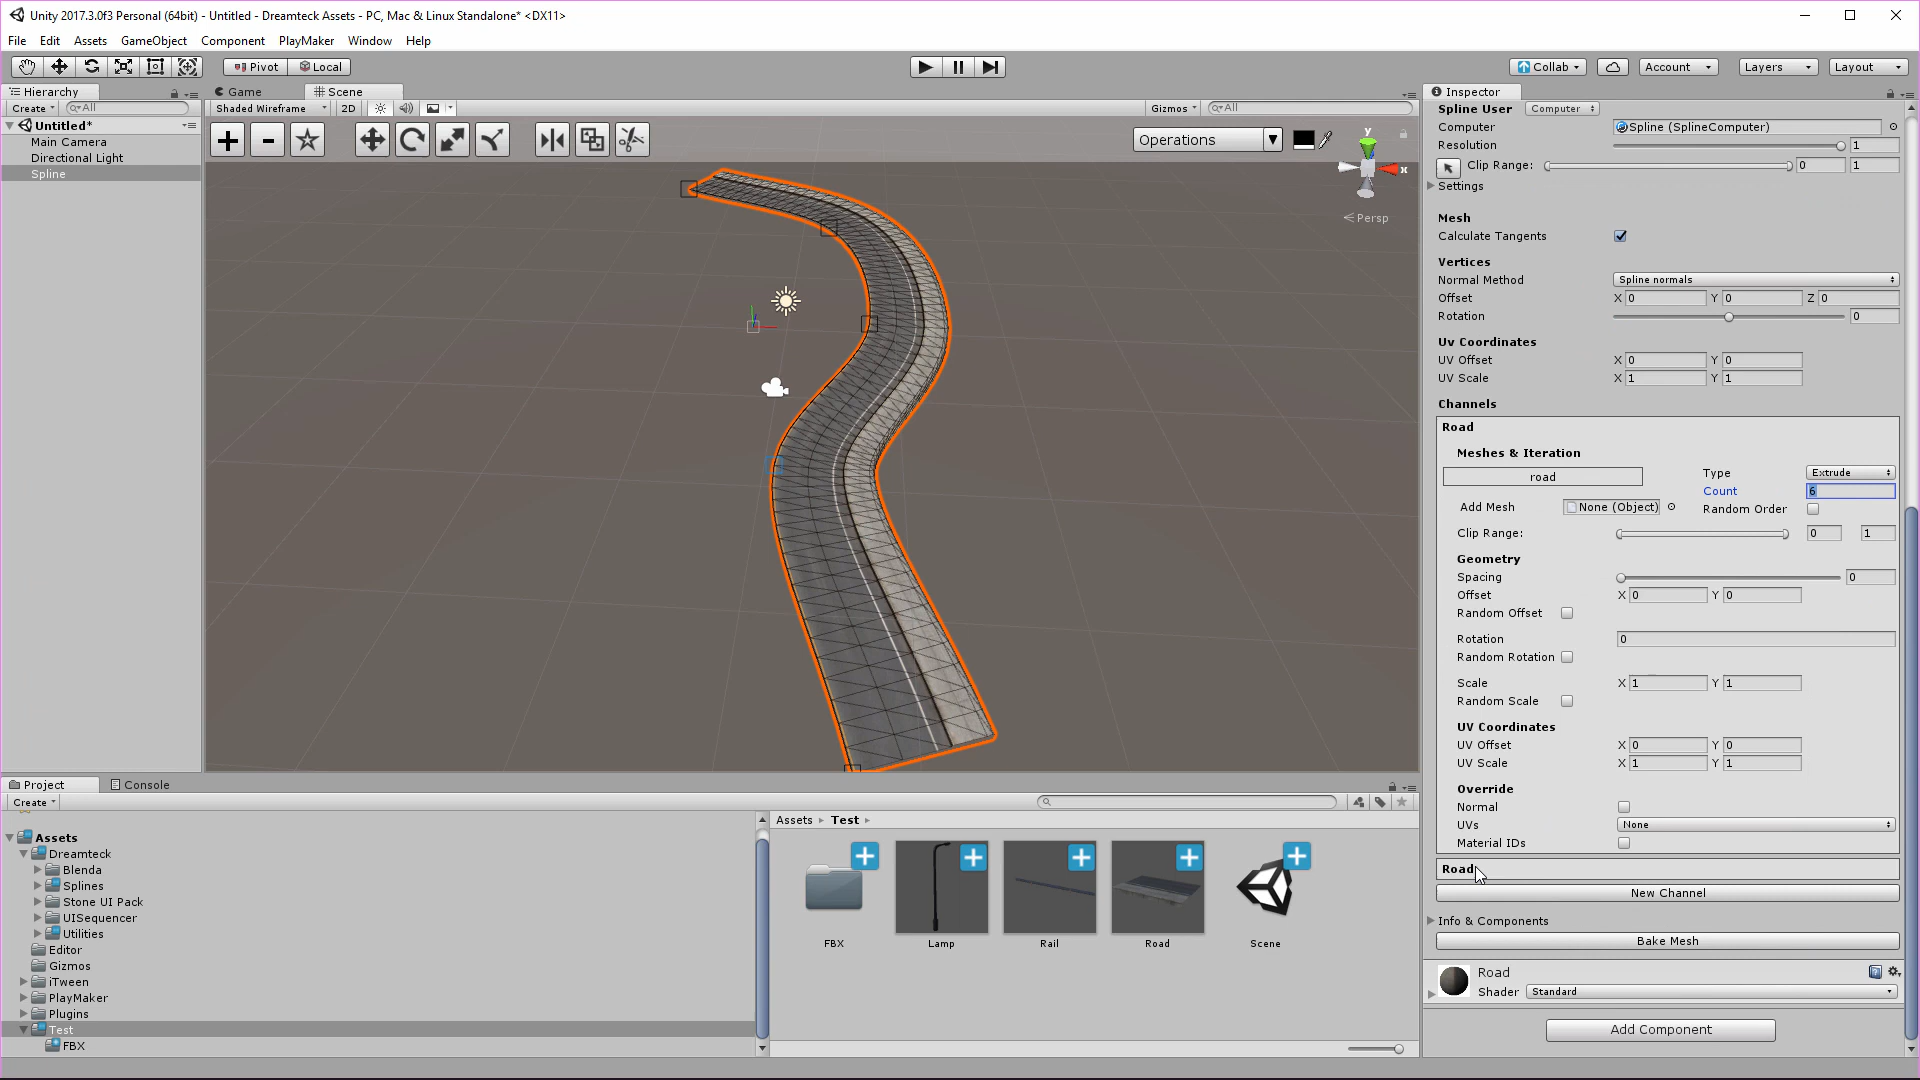 Unity 2017.3.0f3 Personal (64bit) - Untitled - Dreamteck Assets - PC, Mac & Linux Standalone* <DX11>
File Edit Assets GameObject Component PlayMaker Window Help
Pivot Local Collab Account Layers Layout
Hierarchy Game Scene Inspector
Create All Shaded Wireframe 2D Gizmos All
Untitled*
Main Camera
Directional Light
Spline
Operations
y
x
Persp
Spline User Computer
Computer Spline (SplineComputer)
Resolution 1
Clip Range: 0 1
Settings
Mesh
Calculate Tangents
Vertices
Normal Method Spline normals
Offset X 0 Y 0 Z 0
Rotation 0
Uv Coordinates
UV Offset X 0 Y 0
UV Scale X 1 Y 1
Channels
Road
Meshes & Iteration
road Type Extrude
Count 6
Add Mesh None (Object) Random Order
Clip Range: 0 1
Geometry
Spacing 0
Offset X 0 Y 0
Random Offset
Rotation 0
Random Rotation
Scale X 1 Y 1
Random Scale
UV Coordinates
UV Offset X 0 Y 0
UV Scale X 1 Y 1
Override
Normal
UVs None
Material IDs
Road
New Channel
Info & Components
Bake Mesh
Road
Shader Standard
Add Component
Project Console
Create
Assets
Dreamteck
Blenda
Splines
Stone UI Pack
UISequencer
Utilities
Editor
Gizmos
iTween
PlayMaker
Plugins
Test
FBX
Assets Test
FBX Lamp Rail Road Scene